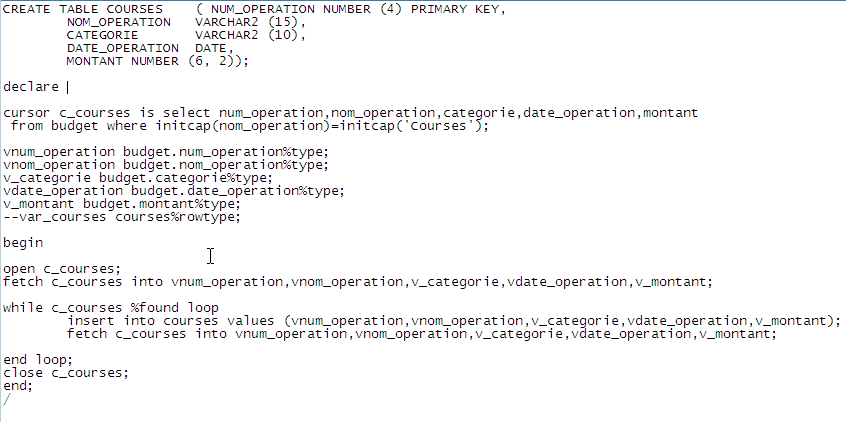 CREATE TABLE COURSES    ( NUM_OPERATION NUMBER (4) PRIMARY KEY,
        NOM_OPERATION   VARCHAR2 (15),
        CATEGORIE       VARCHAR2 (10),
        DATE_OPERATION  DATE,
        MONTANT NUMBER (6, 2));
declare
cursor c_courses is select num_operation,nom_operation,categorie,date_operation,montant
 from budget where initcap(nom_operation)=initcap('Courses');
vnum_operation budget.num_operation%type;
vnom_operation budget.nom_operation%type;
v_categorie budget.categorie%type;
vdate_operation budget.date_operation%type;
v_montant budget.montant%type;
--var_courses courses%rowtype;
begin
open c_courses;
fetch c_courses into vnum_operation,vnom_operation,v_categorie,vdate_operation,v_montant;
while c_courses %found loop
        insert into courses values (vnum_operation,vnom_operation,v_categorie,vdate_operation,v_montant);
        fetch c_courses into vnum_operation,vnom_operation,v_categorie,vdate_operation,v_montant;
end loop;
close c_courses;
end;
/